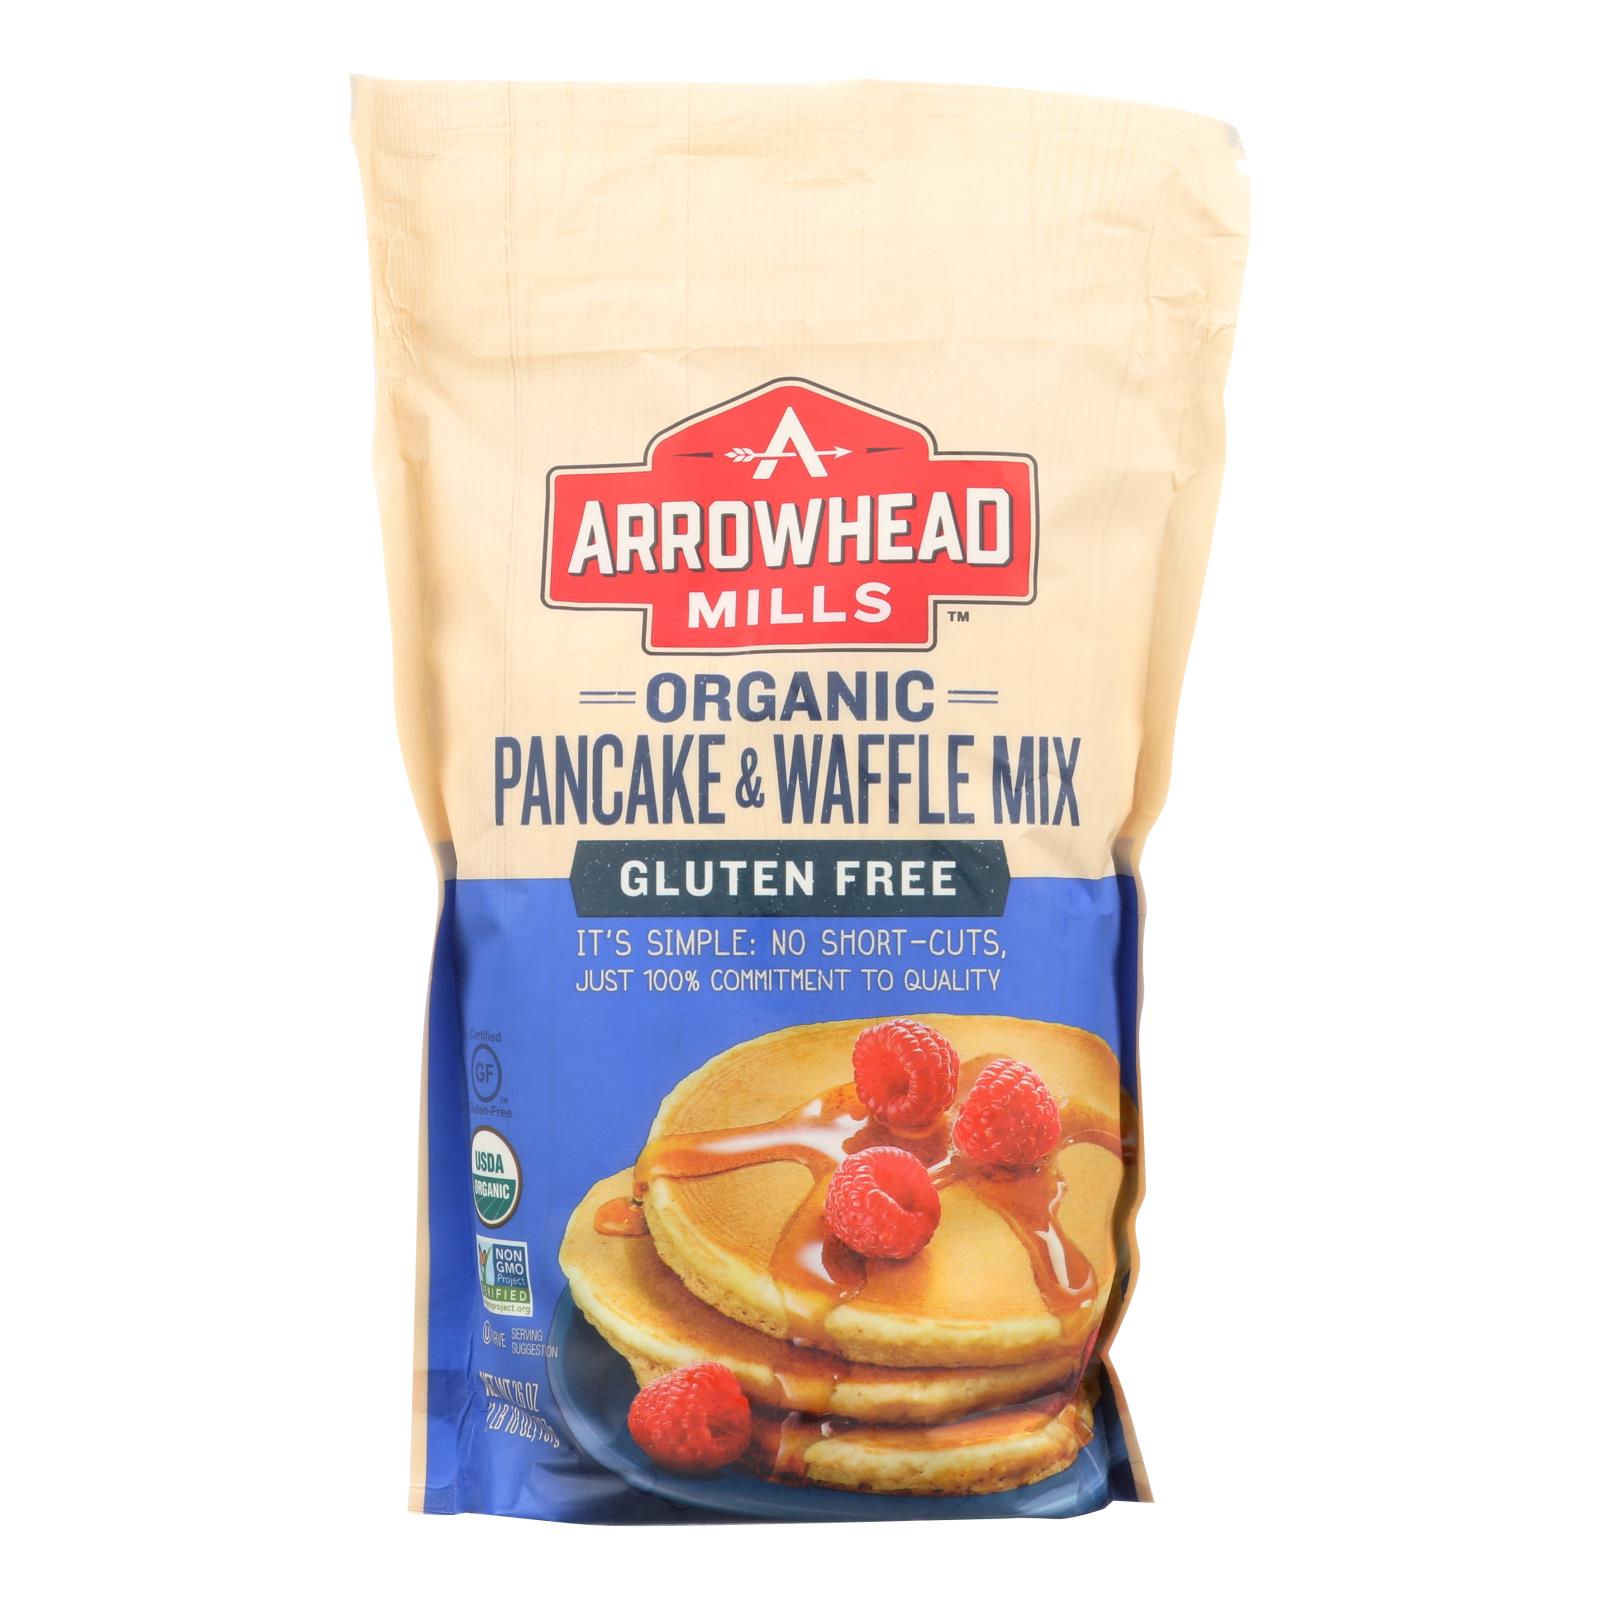 A
ARROWHEAD
MILLS ™
ORGANIC
PANCAKE & WAFFLE MIX
GLUTEN FREE
IT'S SIMPLE: NO SHORT-CUTS,
JUST 100% COMMITMENT TO QUALITY
Certified
GF
™
Gluten-Free
USDA
ORGANIC
NON
GMO
Project
VERIFIED
SERVING
SUGGESTION
NET WT 26 OZ